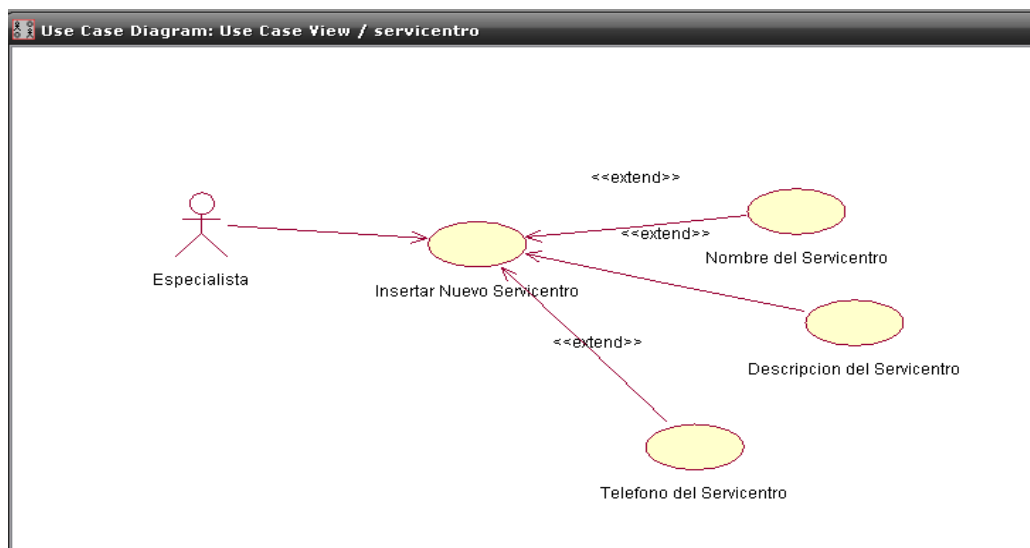 Use Case Diagram: Use Case View / servicentro
<<extend>>
<<extend>>
Nombre del Servicentro
Especialista
Insertar Nuevo Servicentro
<<extend>>
Descripcion del Servicentro
Telefono del Servicentro